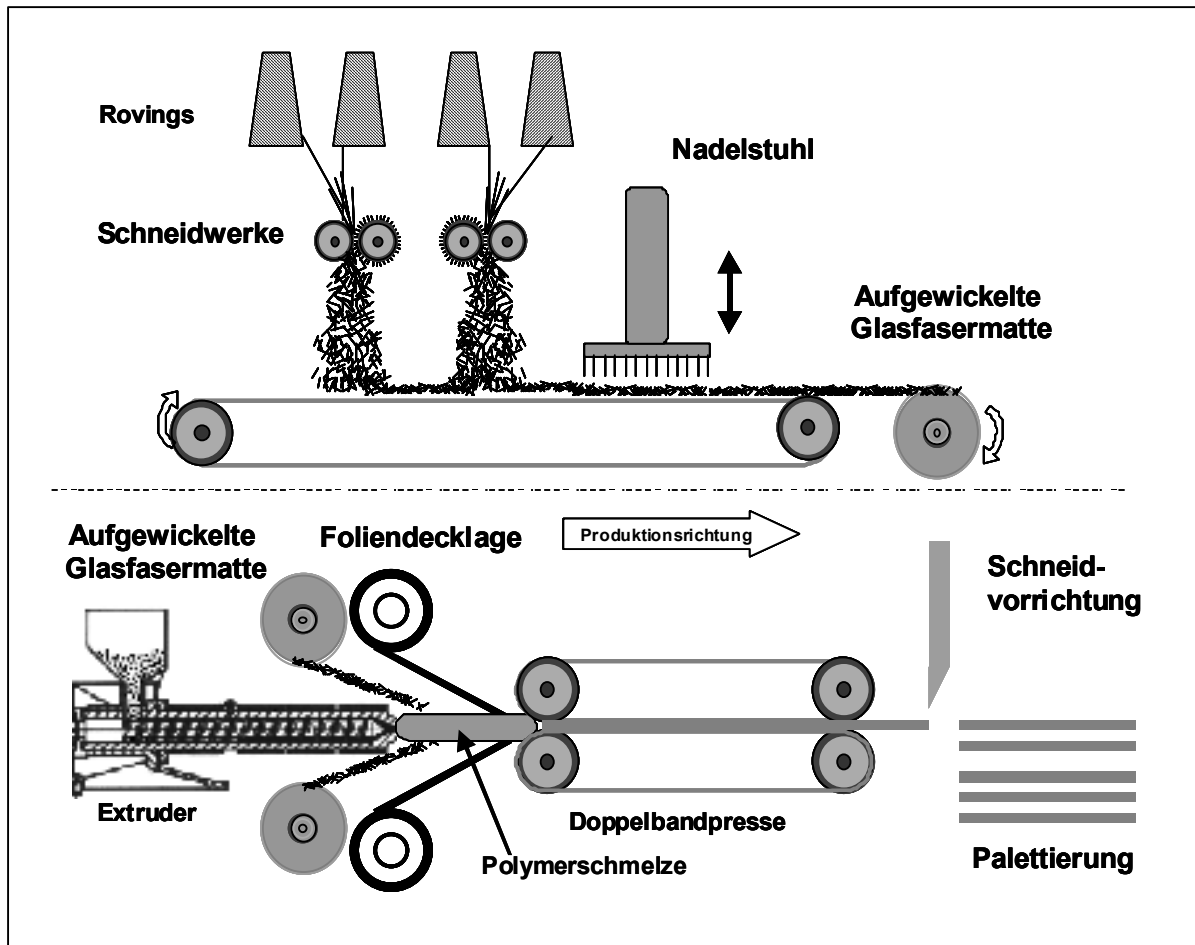 Rovings
Nadelstuhl
Schneidwerke
Aufgewickelte
Glasfasermatte
Aufgewickelte
Glasfasermatte
Foliendecklage
Produktionsrichtung
Schneid-
vorrichtung
Extruder
Doppelbandpresse
Polymerschmelze
Palettierung